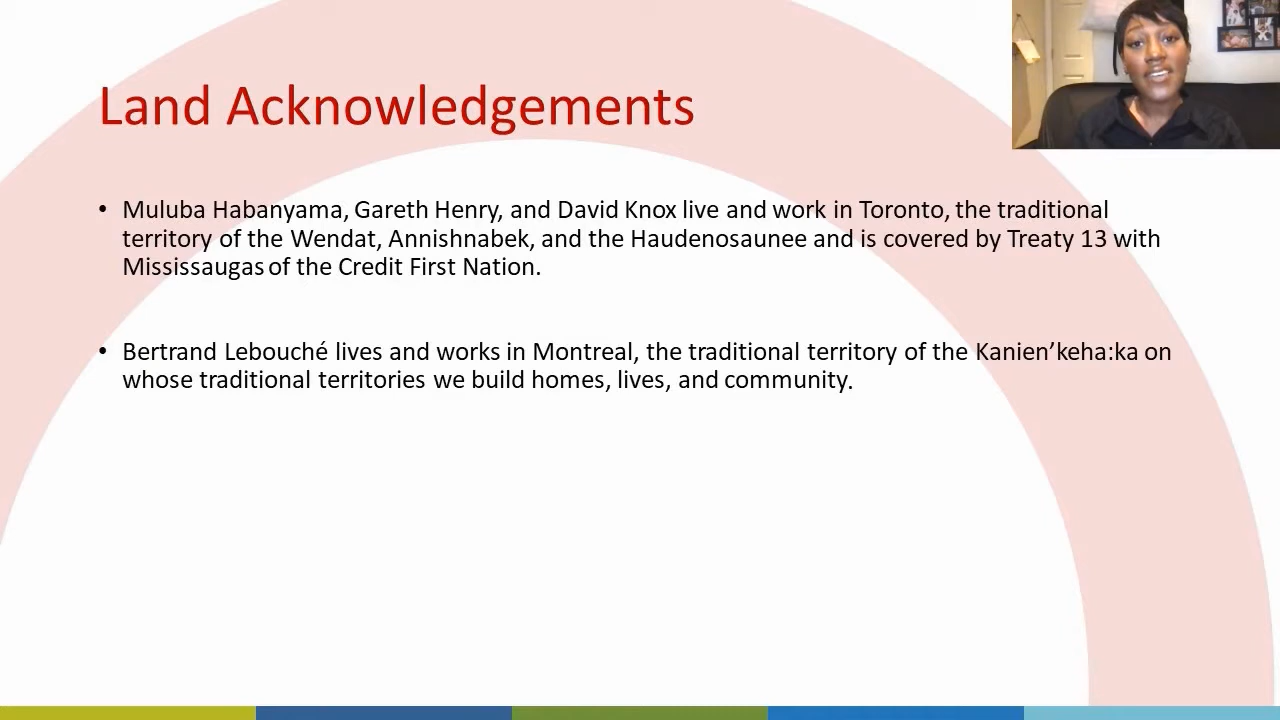 Land Acknowledgements
• Muluba Habanyama, Gareth Henry, and David Knox live and work in Toronto, the traditional
territory of the Wendat, Annishnabek, and the Haudenosaunee and is covered by Treaty 13 with
Mississaugas of the Credit First Nation.
• Bertrand Lebouché lives and works in Montreal, the traditional territory of the Kanien’keha:ka on
whose traditional territories we build homes, lives, and community.